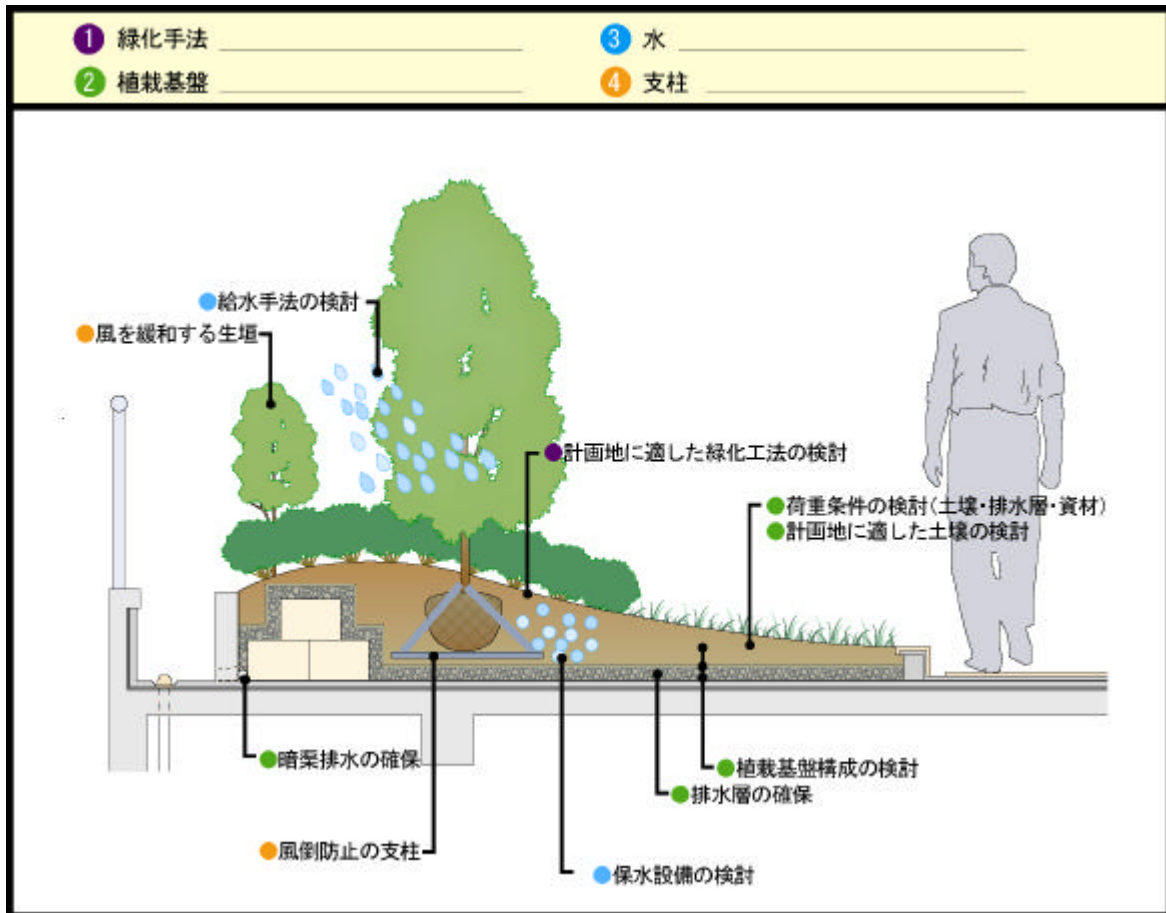 1 緑化手法
3 水
2 植栽基盤
4 支柱
給水手法の検討
風を緩和する生垣
計画地に適した緑化工法の検討
荷重条件の検討(土壌・排水層・資材)
計画地に適した土壌の検討
暗渠排水の確保
植栽基盤構成の検討
排水層の確保
風倒防止の支柱
保水設備の検討